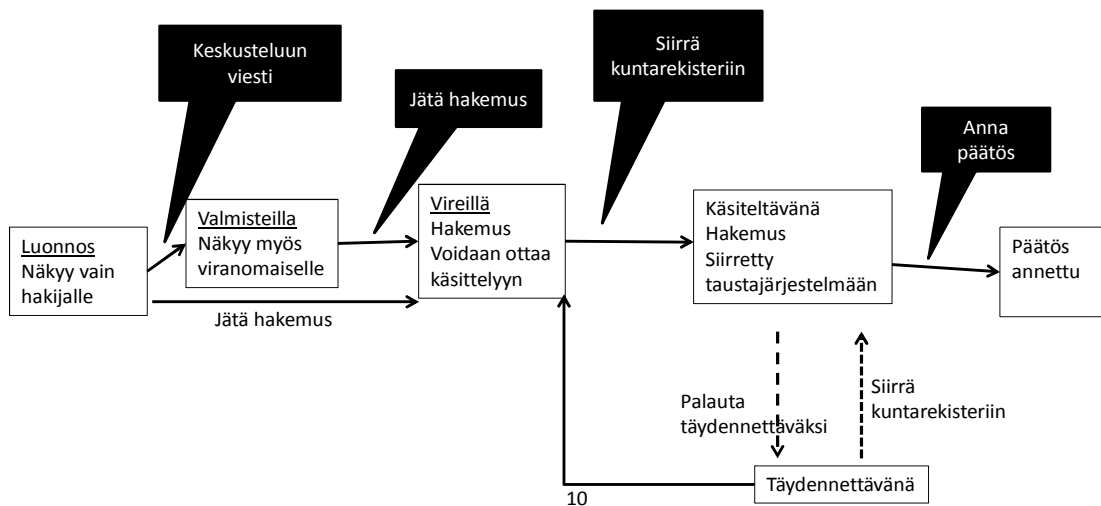 Keskusteluun
viesti
Jätä hakemus
Siirrä
kuntarekisteriin
Anna
päätös
Luonnos
Näkyy vain
hakijalle
Valmisteilla
Näkyy myös
viranomaiselle
Vireillä
Hakemus
Voidaan ottaa
käsittelyyn
Käsiteltävänä
Hakemus
Siirretty
taustajärjestelmään
Päätös
annettu
Jätä hakemus
Palauta
täydennettäväksi
Siirrä
kuntarekisteriin
Täydennettävänä
10